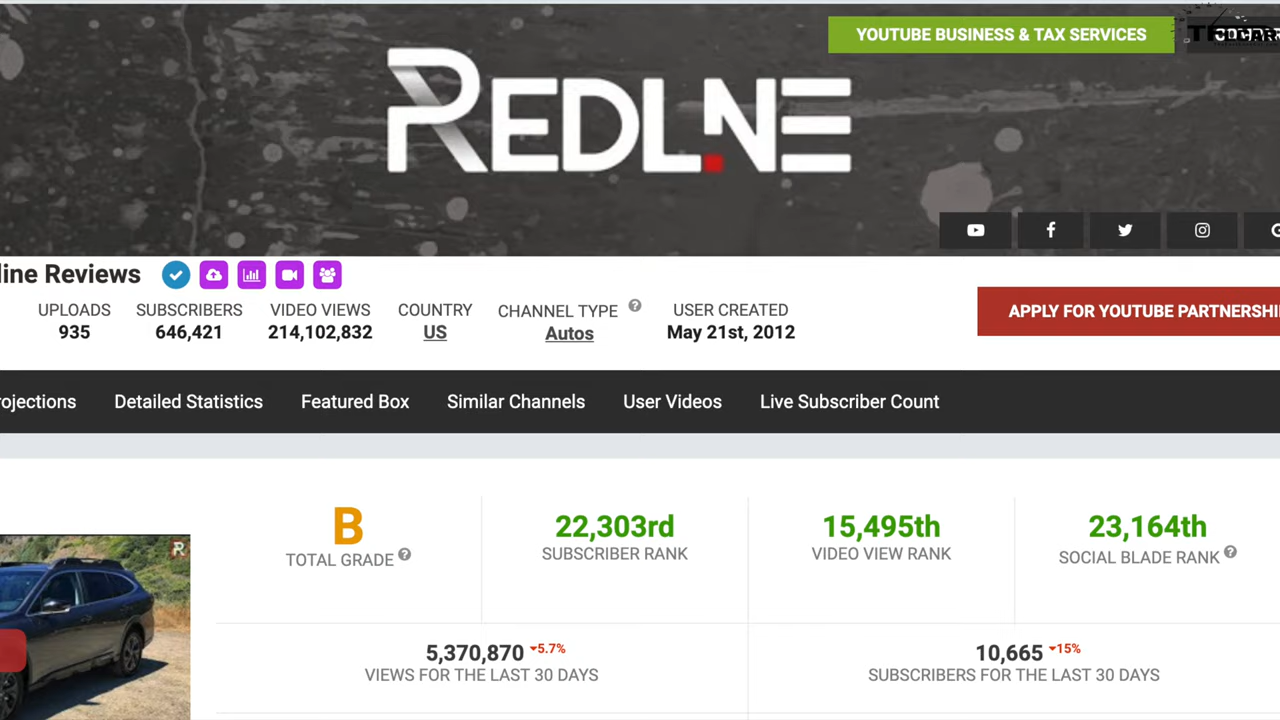 YOUTUBE BUSINESS & TAX SERVICES
REDLINE
line Reviews
UPLOADS SUBSCRIBERS VIDEO VIEWS COUNTRY CHANNEL TYPE USER CREATED
935 646,421 214,102,832 US Autos May 21st, 2012
APPLY FOR YOUTUBE PARTNERSHI
rojections Detailed Statistics Featured Box Similar Channels User Videos Live Subscriber Count
B 22,303rd 15,495th 23,164th
TOTAL GRADE SUBSCRIBER RANK VIDEO VIEW RANK SOCIAL BLADE RANK
R
5,370,870 5.7% 10,665 15%
VIEWS FOR THE LAST 30 DAYS SUBSCRIBERS FOR THE LAST 30 DAYS